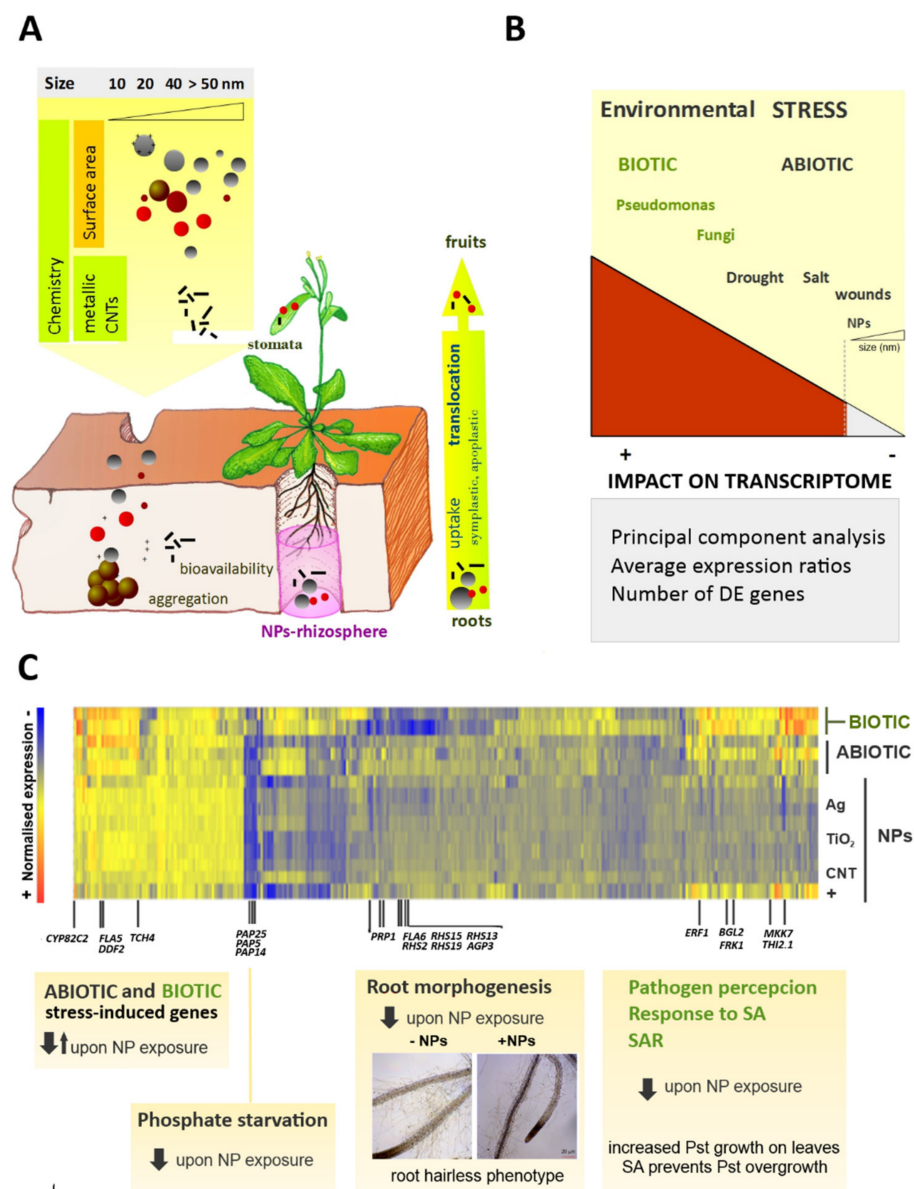 A
Size 10 20 40 > 50 nm
Chemistry
Surface area
metallic
CNTs
stomata
fruits
translocation
uptake
symplastic, apoplastic
roots
bioavailability
aggregation
NPs-rhizosphere
B
Environmental STRESS
BIOTIC ABIOTIC
Pseudomonas
Fungi
Drought Salt
wounds
NPs
size (nm)
+ -
IMPACT ON TRANSCRIPTOME
Principal component analysis
Average expression ratios
Number of DE genes
C
+ Normalised expression -
BIOTIC
ABIOTIC
Ag
TiO2
CNT
+
NPs
CYP82C2 FLA5 TCH4 PAP25 PRP1 FLA6 RHS15 RHS13 ERF1 BGL2 MKK7
DDF2 PAP5 RHS2 RHS19 AGP3 FRK1 THI2.1
PAP14
ABIOTIC and BIOTIC
stress-induced genes
upon NP exposure
Phosphate starvation
upon NP exposure
Root morphogenesis
upon NP exposure
- NPs +NPs
20 µm
root hairless phenotype
Pathogen percepcion
Response to SA
SAR
upon NP exposure
increased Pst growth on leaves
SA prevents Pst overgrowth